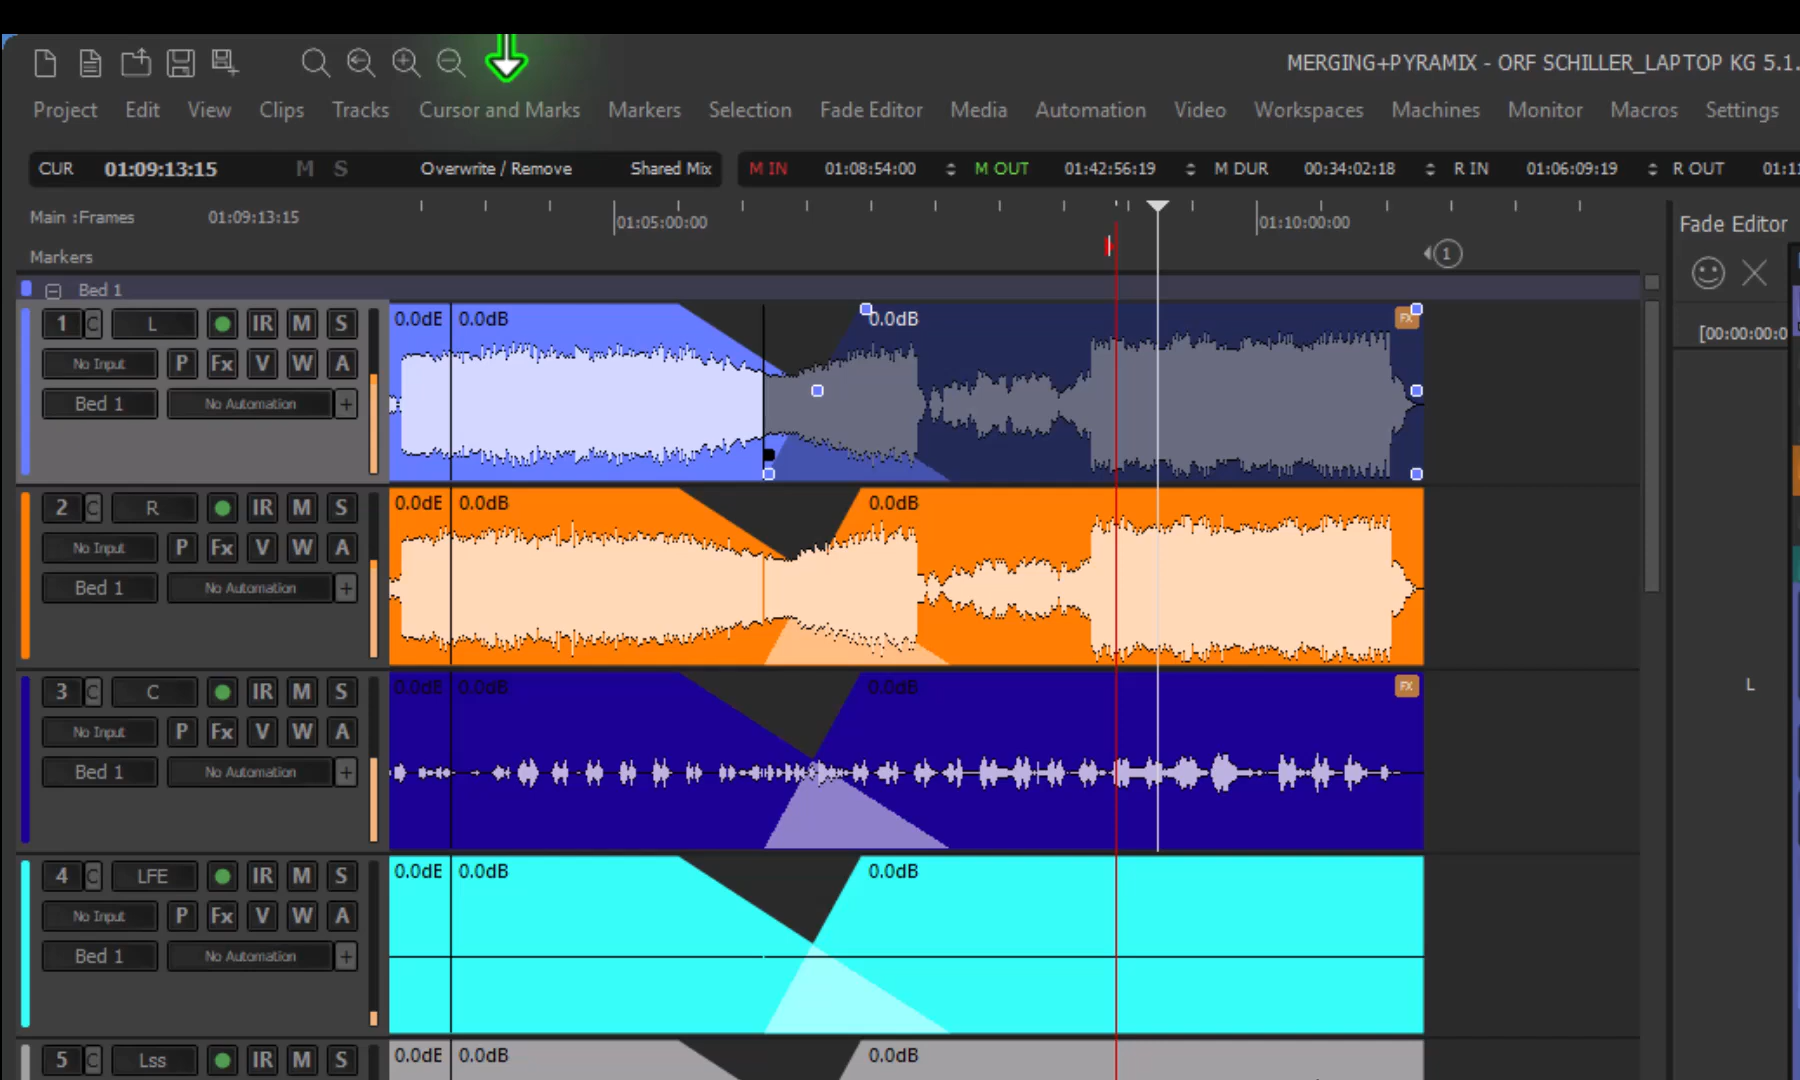 MERGING+PYRAMIX - ORF SCHILLER_LAPTOP KG 5.1.
Project Edit View Clips Tracks Cursor and Marks Markers Selection Fade Editor Media Automation Video Workspaces Machines Monitor Macros Settings
CUR 01:09:13:15 M S Overwrite / Remove Shared Mix M IN 01:08:54:00 M OUT 01:42:56:19 M DUR 00:34:02:18 R IN 01:06:09:19 R OUT 01:11
Main :Frames 01:09:13:15 01:05:00:00 01:10:00:00 Fade Editor
Markers 1
Bed 1
1 C L IR M S 0.0dE 0.0dB 0.0dB FX
[00:00:00:0
No Input P Fx V W A
Bed 1 No Automation +
2 C R IR M S 0.0dE 0.0dB 0.0dB
No Input P Fx V W A
Bed 1 No Automation +
3 C C IR M S 0.0dE 0.0dB 0.0dB FX
L
No Input P Fx V W A
Bed 1 No Automation +
4 C LFE IR M S 0.0dE 0.0dB 0.0dB
No Input P Fx V W A
Bed 1 No Automation +
5 C Lss IR M S 0.0dE 0.0dB 0.0dB